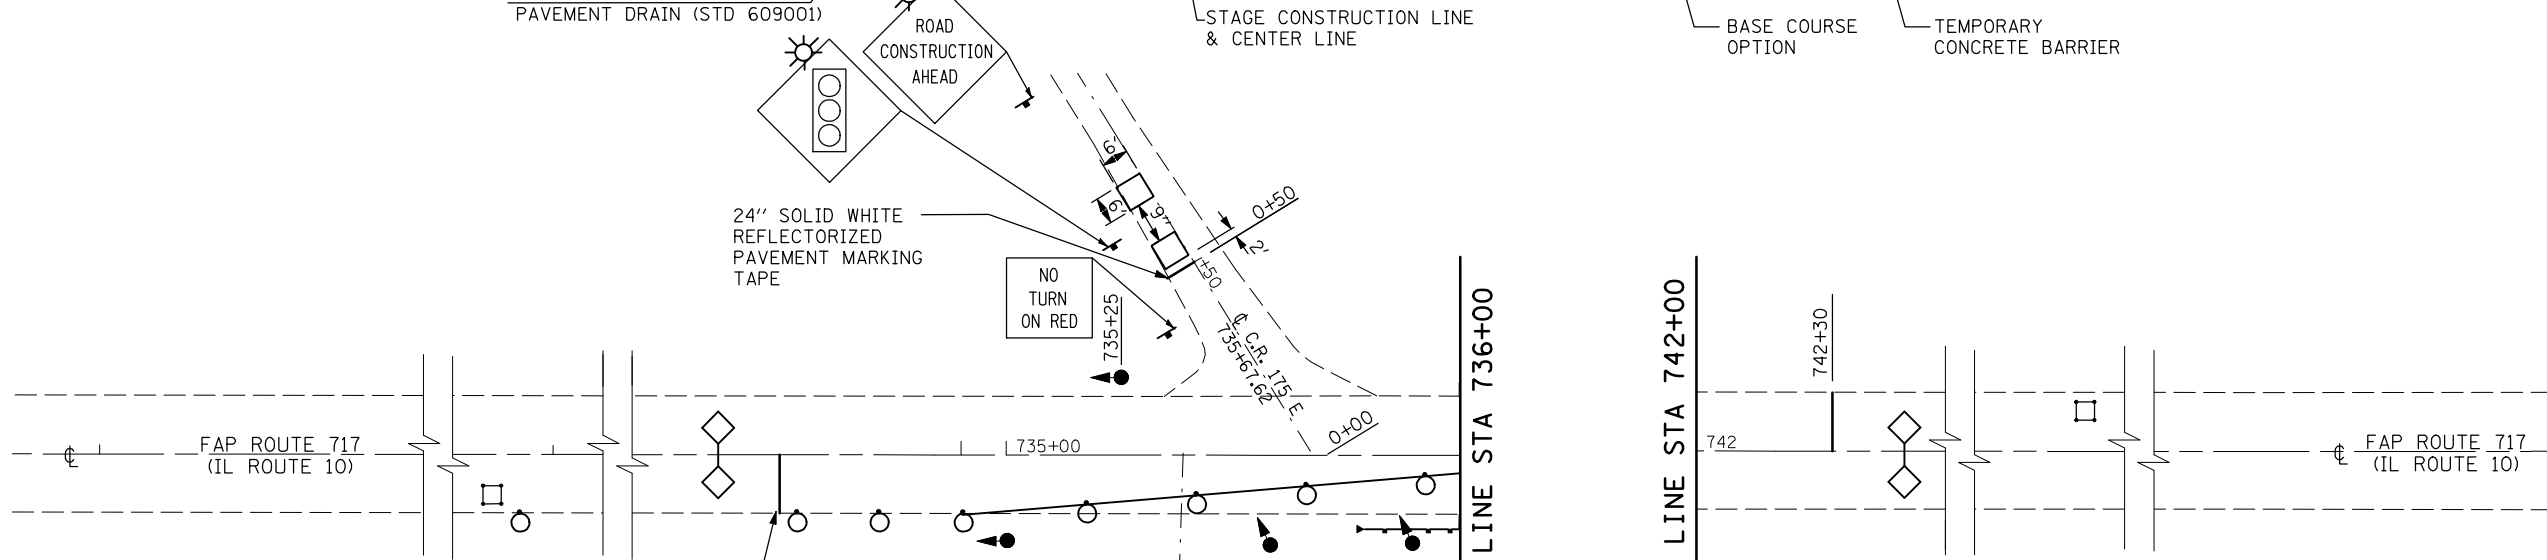 PAVEMENT DRAIN (STD 609001)
ROAD
CONSTRUCTION
AHEAD
STAGE CONSTRUCTION LINE
& CENTER LINE
BASE COURSE
OPTION
TEMPORARY
CONCRETE BARRIER
24" SOLID WHITE
REFLECTORIZED
PAVEMENT MARKING
TAPE
6'
6'
9'
0+50
2'
+50
NO
TURN
ON RED
735+25
℄ C.R. 175 E
735+67.62
0+00
LINE STA 736+00
LINE STA 742+00
742+30
℄ FAP ROUTE 717
(IL ROUTE 10)
735+00
742
℄ FAP ROUTE 717
(IL ROUTE 10)